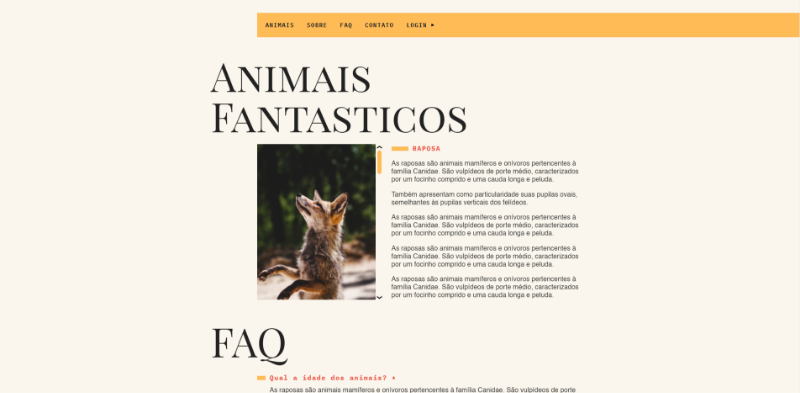 ANIMAIS SOBRE FAQ CONTATO LOGIN
ANIMAIS
FANTASTICOS
RAPOSA
As raposas são animais mamíferos e onívoros pertencentes à
família Canidae. São vulpídeos de porte médio, caracterizados
por um focinho comprido e uma cauda longa e peluda.
Também apresentam como particularidade suas pupilas ovais,
semelhantes às pupilas verticais dos felídeos.
As raposas são animais mamíferos e onívoros pertencentes à
família Canidae. São vulpídeos de porte médio, caracterizados
por um focinho comprido e uma cauda longa e peluda.
As raposas são animais mamíferos e onívoros pertencentes à
família Canidae. São vulpídeos de porte médio, caracterizados
por um focinho comprido e uma cauda longa e peluda.
As raposas são animais mamíferos e onívoros pertencentes à
família Canidae. São vulpídeos de porte médio, caracterizados
por um focinho comprido e uma cauda longa e peluda.
FAQ
Qual a idade dos animais?
As raposas são animais mamíferos e onívoros pertencentes à família Canidae. São vulpídeos de porte